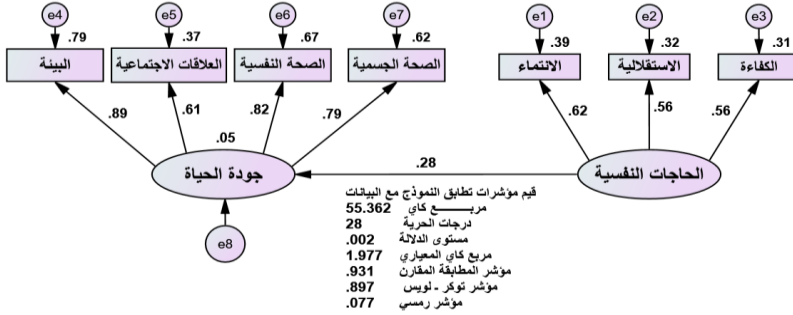 e4 e5 e6 e7 e1 e2 e3
.79 .37 .67 .62 .39 .32 .31
البيئة العلاقات الاجتماعية الصحة النفسية الصحة الجسمية الانتماء الاستقلالية الكفاءة
.89 .61 .82 .79 .62 .56 .56
.05
.28
جودة الحياة
الحاجات النفسية
e8
قيم مؤشرات تطابق النموذج مع البيانات
مربـــــــع كاي 55.362
درجات الحرية 28
مستوى الدلالة .002
مربع كاي المعياري 1.977
مؤشر المطابقة المقارن .931
مؤشر توكر - لويس .897
مؤشر رمسي .077